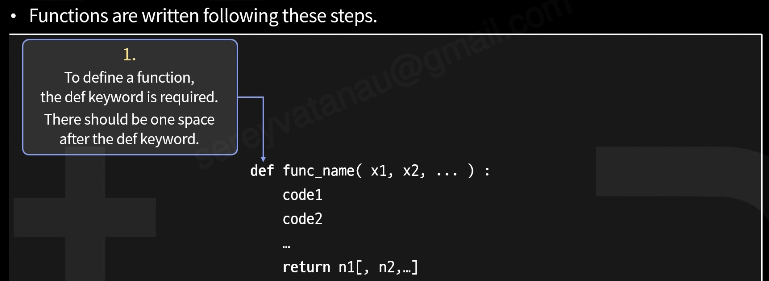 • Functions are written following these steps.
1.
To define a function,
the def keyword is required.
There should be one space
after the def keyword.
def func_name( x1, x2, ... ) :
code1
code2
…
return n1[, n2,…]
sereyvatanau@gmail.com